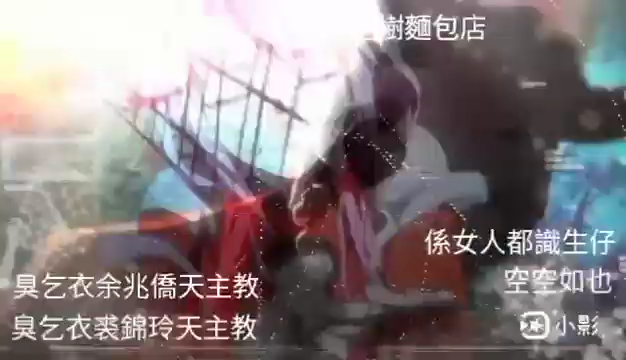 樹麵包店
係女人都識生仔
空空如也
臭乞衣余兆僑天主教
臭乞衣裘錦玲天主教
小影